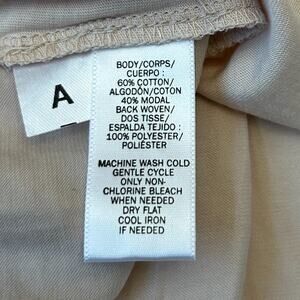 A
BODY/CORPS/
CUERPO :
60% COTTON/
ALGODÓN/COTON
40% MODAL
BACK WOVEN/
DOS TISSE/
ESPALDA TEJIDO :
100% POLYESTER/
POLIÉSTER
MACHINE WASH COLD
GENTLE CYCLE
ONLY NON-
CHLORINE BLEACH
WHEN NEEDED
DRY FLAT
COOL IRON
IF NEEDED